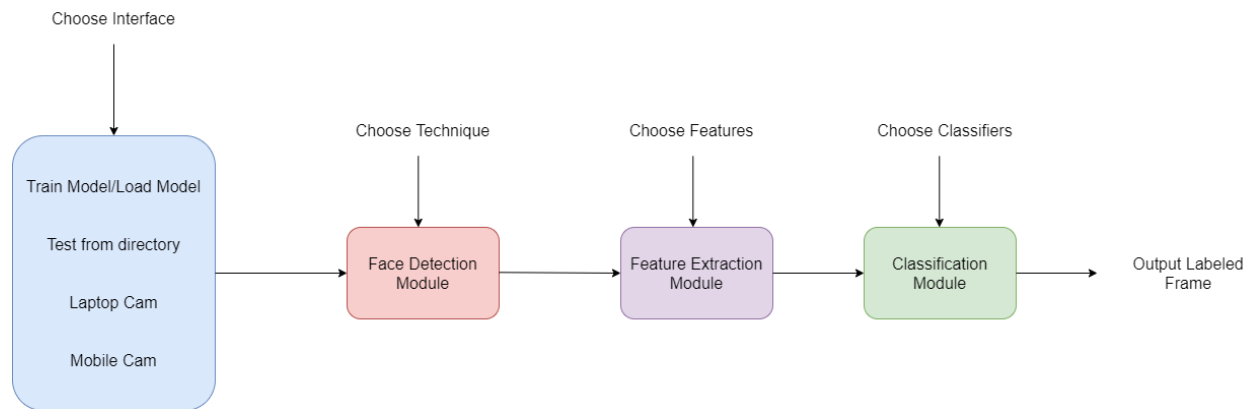 Choose Interface
Train Model/Load Model
Test from directory
Laptop Cam
Mobile Cam
Choose Technique
Face Detection
Module
Choose Features
Feature Extraction
Module
Choose Classifiers
Classification
Module
Output Labeled
Frame